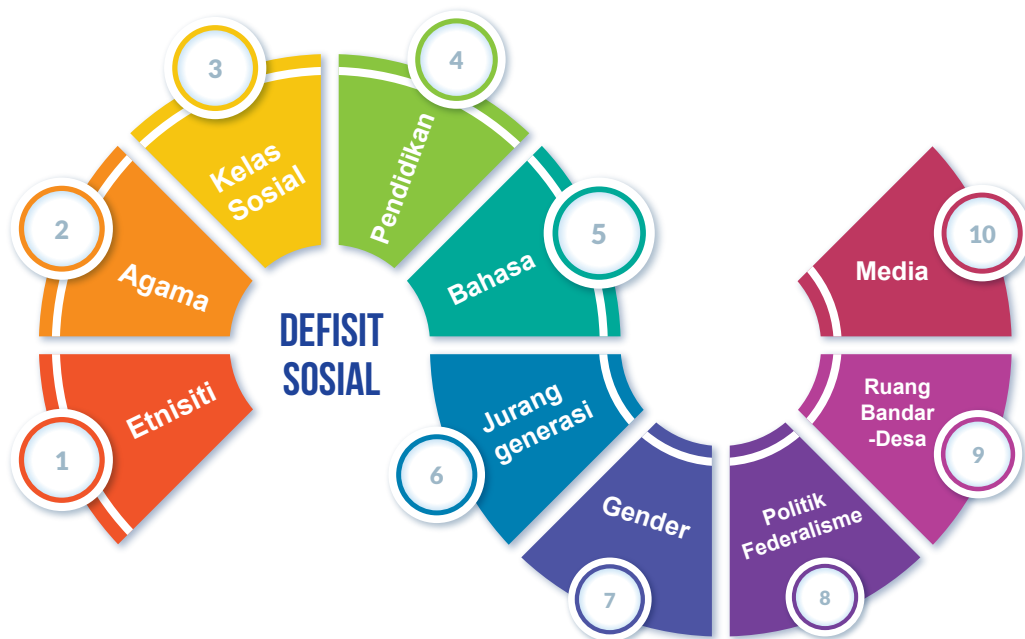 1
Etnisiti
2
Agama
3
Kelas
Sosial
4
Pendidikan
5
Bahasa
DEFISIT
SOSIAL
6
Jurang
generasi
7
Gender
8
Politik
Federalisme
9
Ruang
Bandar
-Desa
10
Media